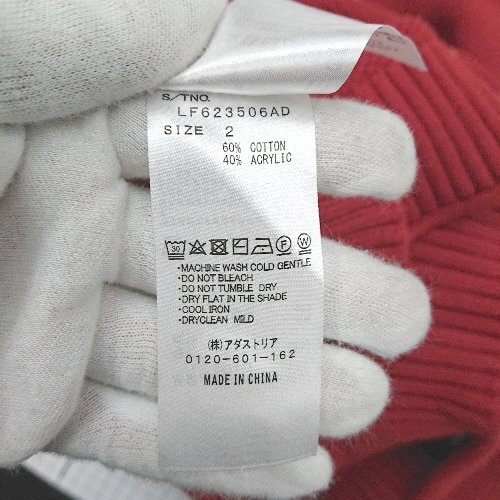 S/TNO.
LF623506AD
SIZE 2
60% COTTON
40% ACRYLIC
30 F W
・MACHINE WASH COLD GENTLE
・DO NOT BLEACH
・DO NOT TUMBLE DRY
・DRY FLAT IN THE SHADE
・COOL IRON
・DRYCLEAN MILD
(株)アダストリア
0120-601-162
MADE IN CHINA